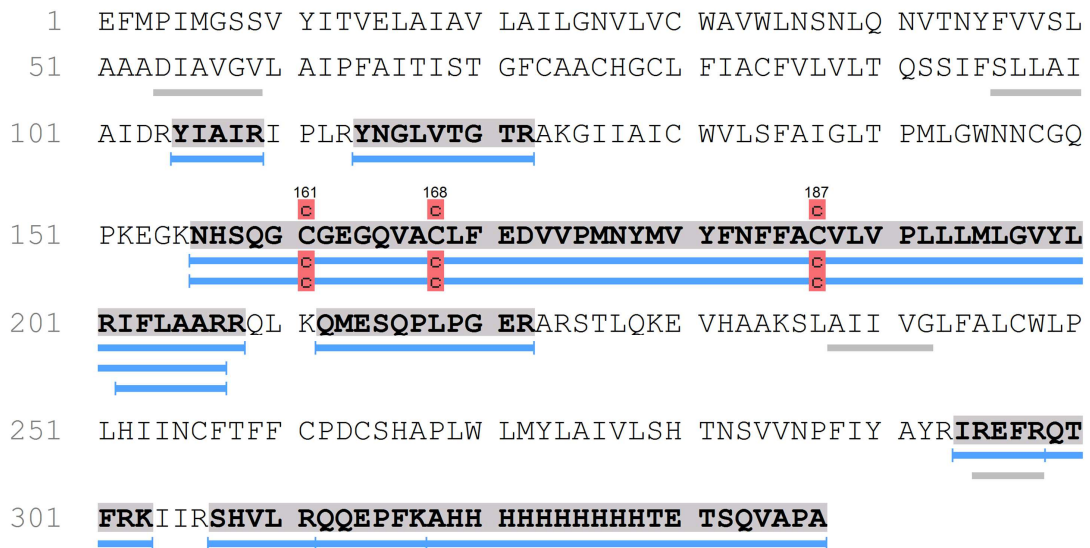 1 EFMPIMGSSV YITVELAIAV LAILGNVLVC WAVWLNSNLQ NVTNYFVVSL
51 AAADIAVGVL AIPFAITIST GFCAACHGCL FIACFVLVLT QSSIFSLLAI
101 AIDRYIAIRI PLRYNGLVTG TRAKGIIAIC WVLSFAIGLT PMLGWNNCGQ
161 168 187
C C C
151 PKEGKNHSQG CGEGQVACLF EDVVPMNYMV YFNFFACVLV PLLLMLGVYL
C C C
C C C
201 RIFLAARRQL KQMESQPLPG ERARSTLQKE VHAAKSLAII VGLFALCWLP
251 LHIINCFTFF CPDCSHAPLW LMYLAIVLSH TNSVVNPFIY AYRIREFRQT
301 FRKIIRSHVL RQQEPFKAHH HHHHHHHHTE TSQVAPA